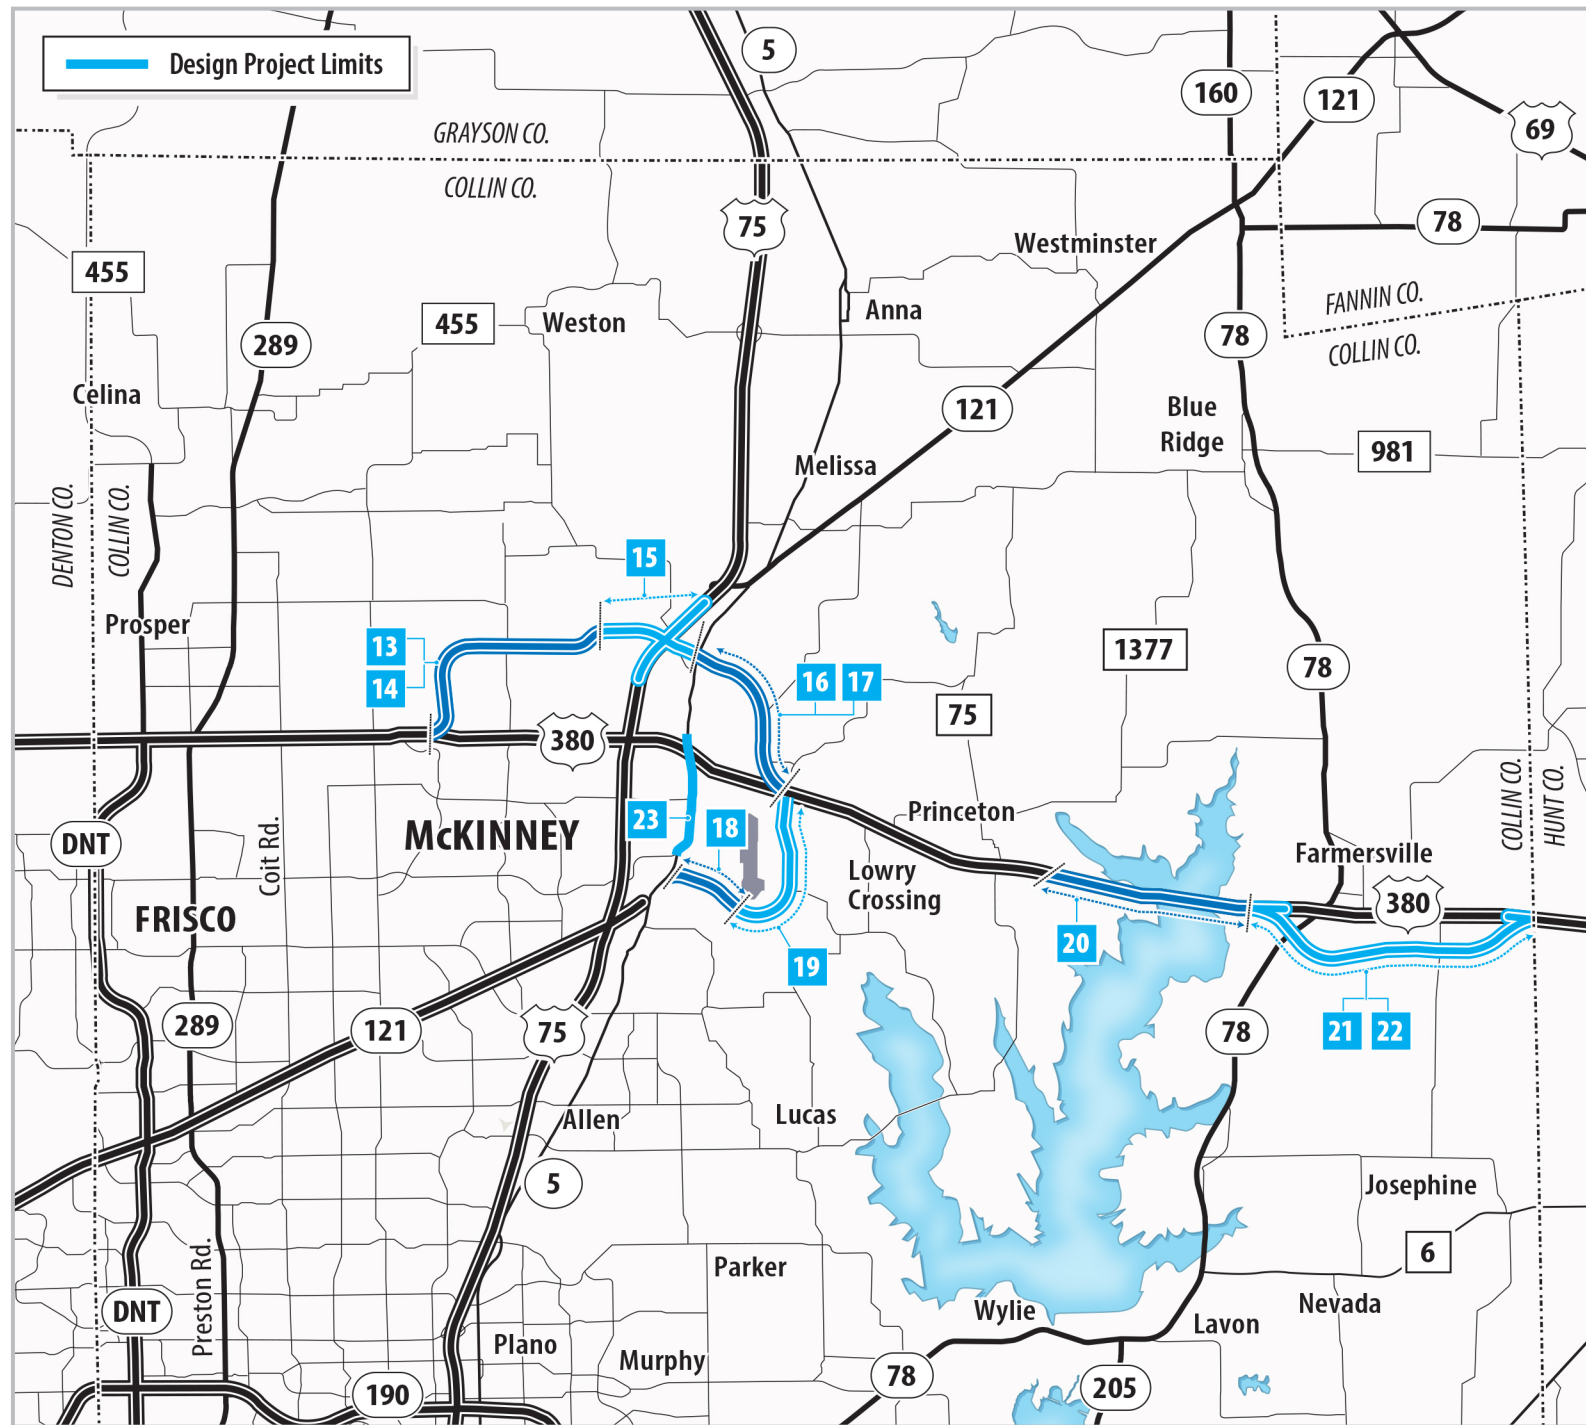 Design Project Limits
5
160
121
69
GRAYSON CO.
COLLIN CO.
75
78
Westminster
455
FANNIN CO.
COLLIN CO.
Anna
455
Weston
289
78
Celina
121
Blue
Ridge
981
Melissa
DENTON CO.
COLLIN CO.
15
Prosper
13
14
1377
78
16
17
75
380
COLLIN CO.
HUNT CO.
Princeton
23
18
DNT
McKINNEY
Coit Rd.
Farmersville
Lowry
Crossing
380
FRISCO
20
19
289
121
75
78
21
22
Allen
Lucas
5
Josephine
6
Parker
Preston Rd.
DNT
Wylie
Nevada
Lavon
Plano
Murphy
78
205
190